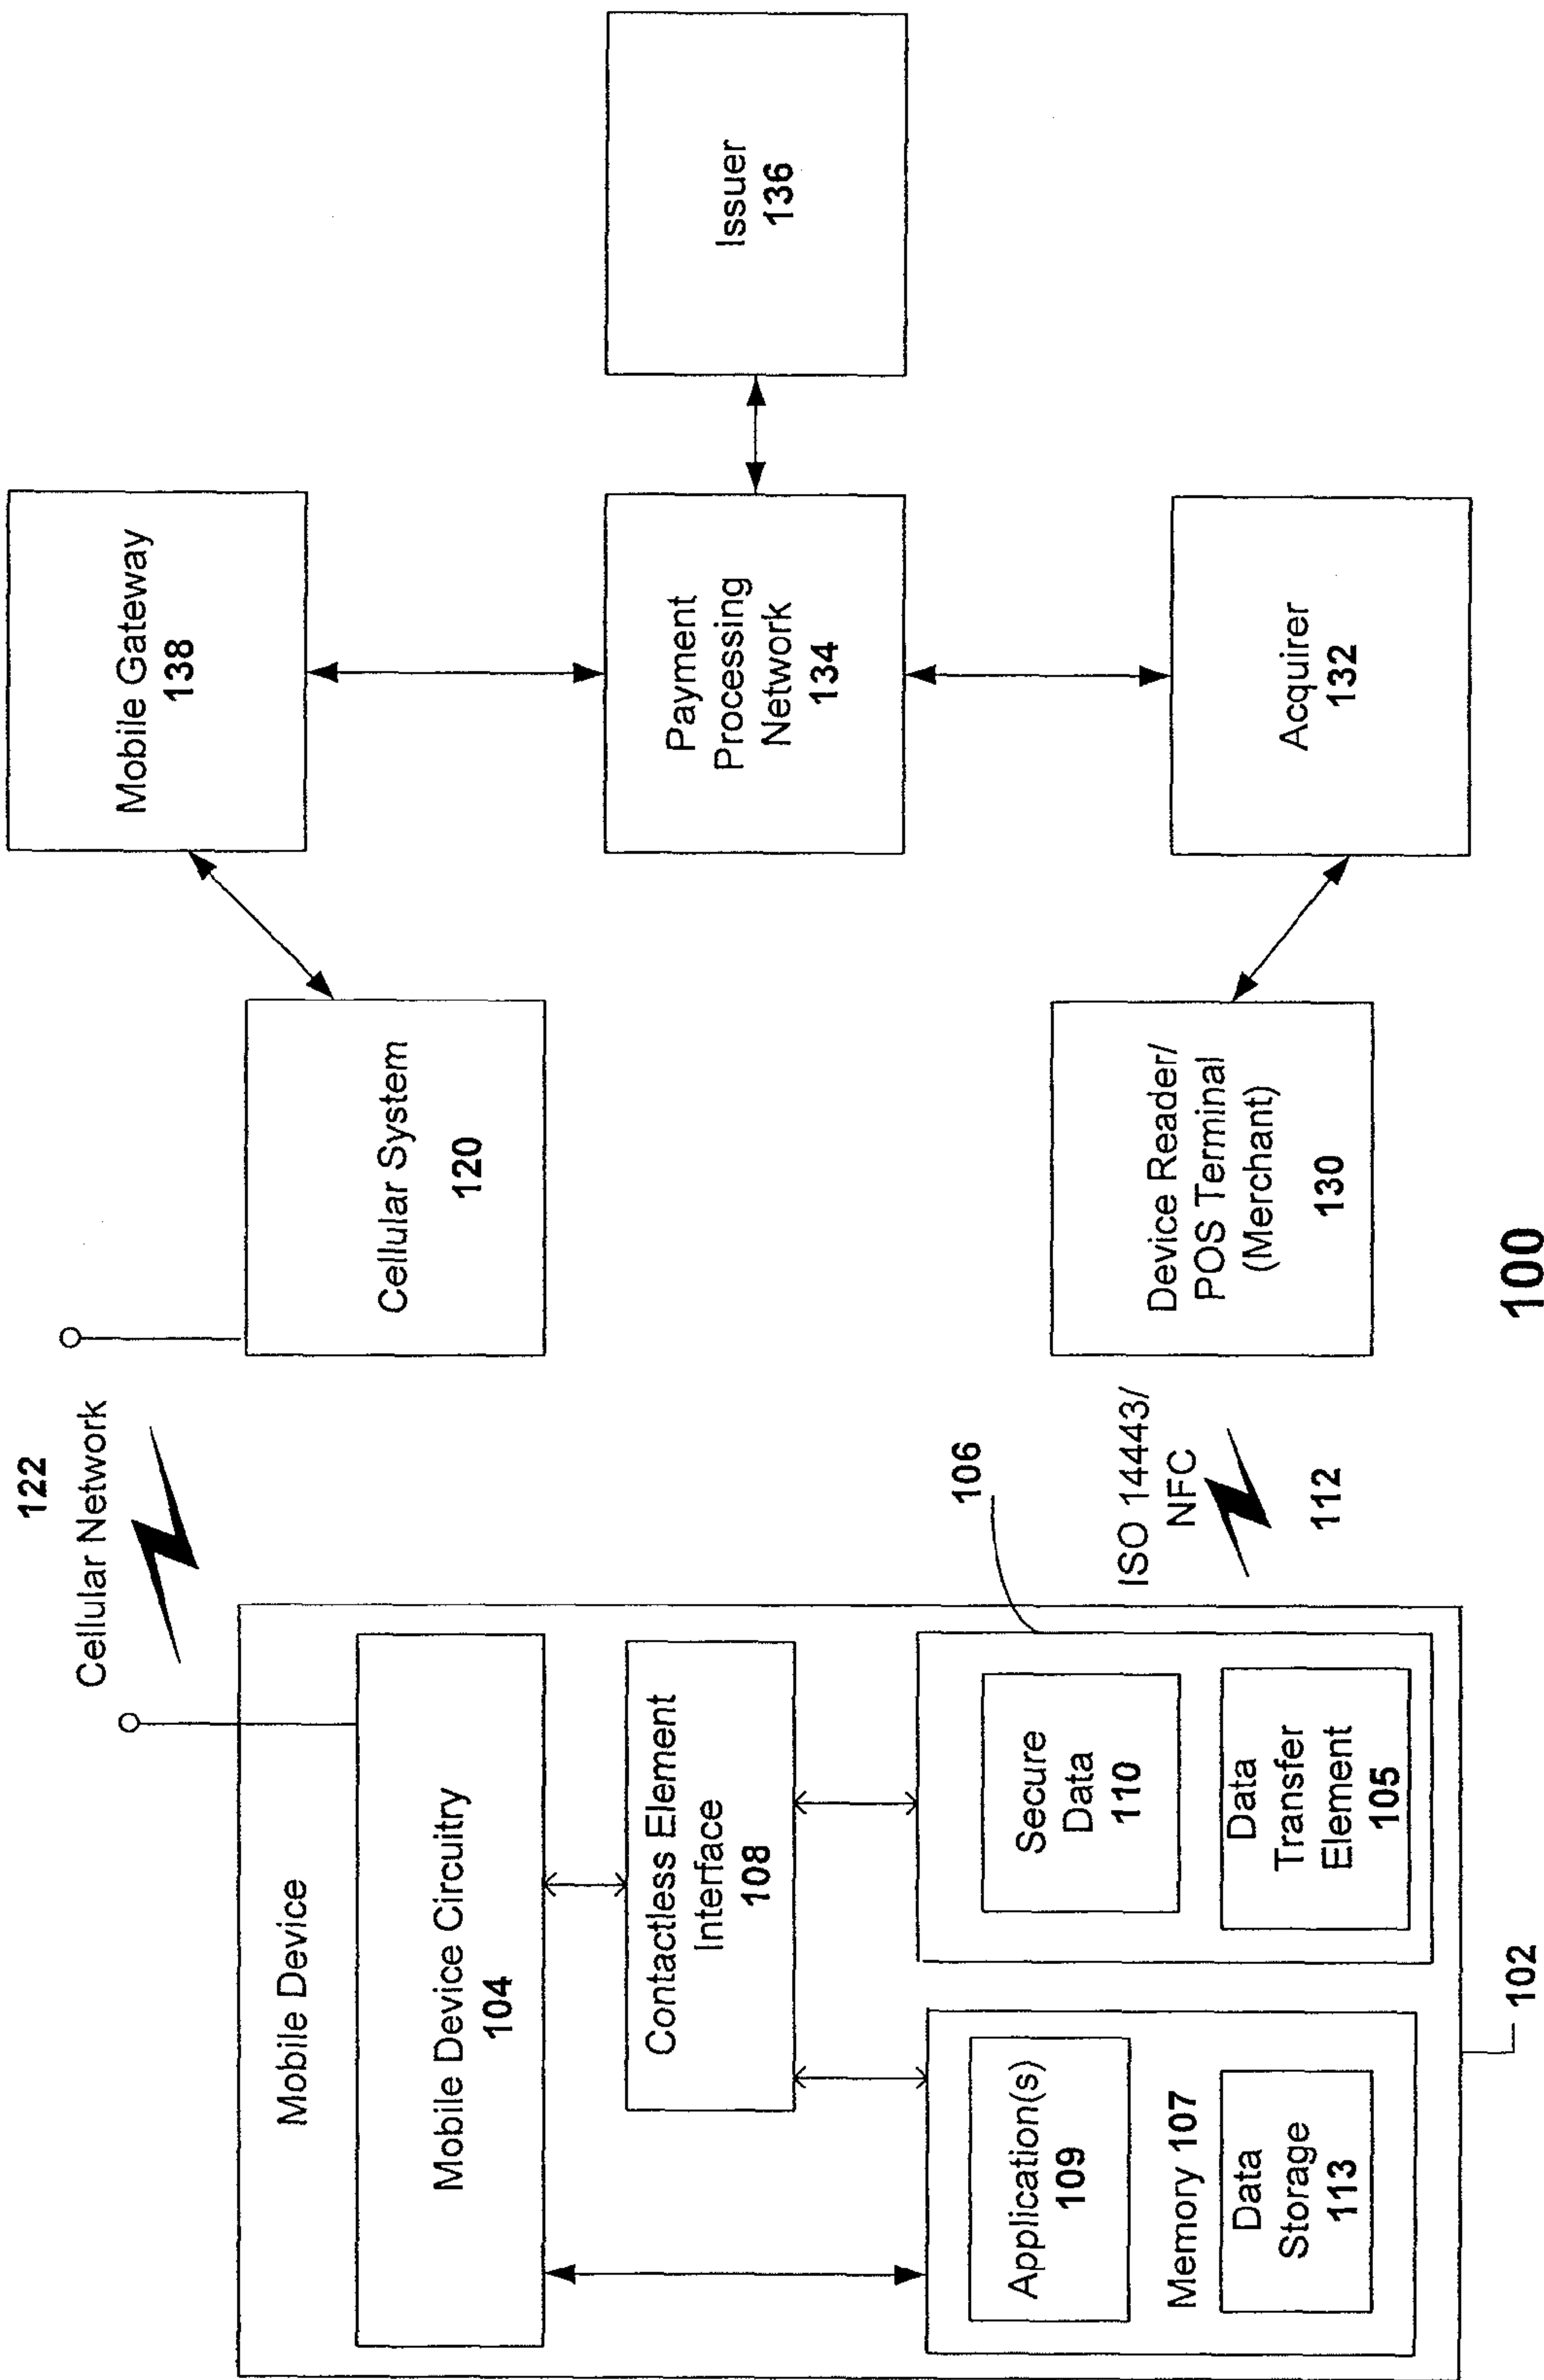 122
Cellular Network
Mobile Device
Mobile Device Circuitry
104
Contactless Element
Interface
108
Application(s)
109
Memory 107
Data
Storage
113
106
Secure
Data
110
Data
Transfer
Element
105
102
ISO 14443/
NFC
112
Cellular System
120
Device Reader/
POS Terminal
(Merchant)
130
Mobile Gateway
138
Payment
Processing
Network
134
Acquirer
132
Issuer
136
100